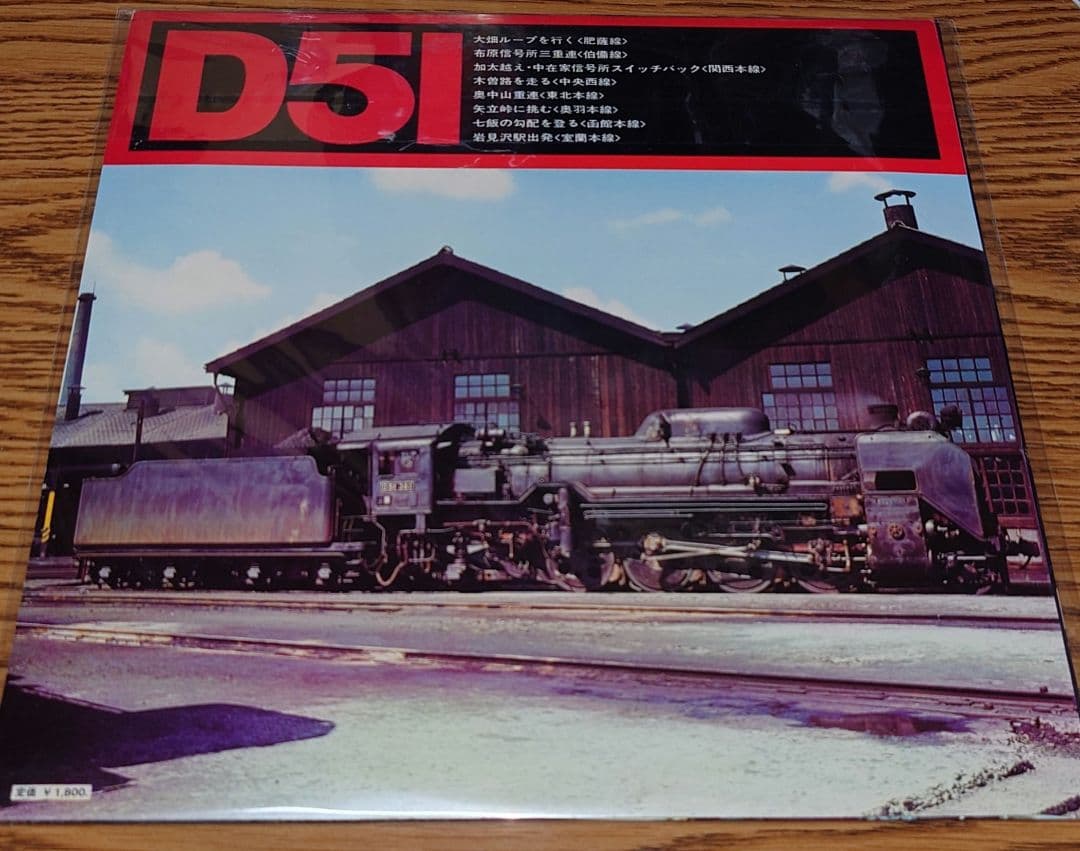 D51
大畑ループを行く<肥薩線>
布原信号所三重連<伯備線>
加太越え・中在家信号所スイッチバック<関西本線>
木曽路を走る<中央西線>
奥中山重連<東北本線>
矢立峠に挑む<奥羽本線>
七飯の勾配を登る<函館本線>
岩見沢駅出発<室蘭本線>
定価 ¥1,800.